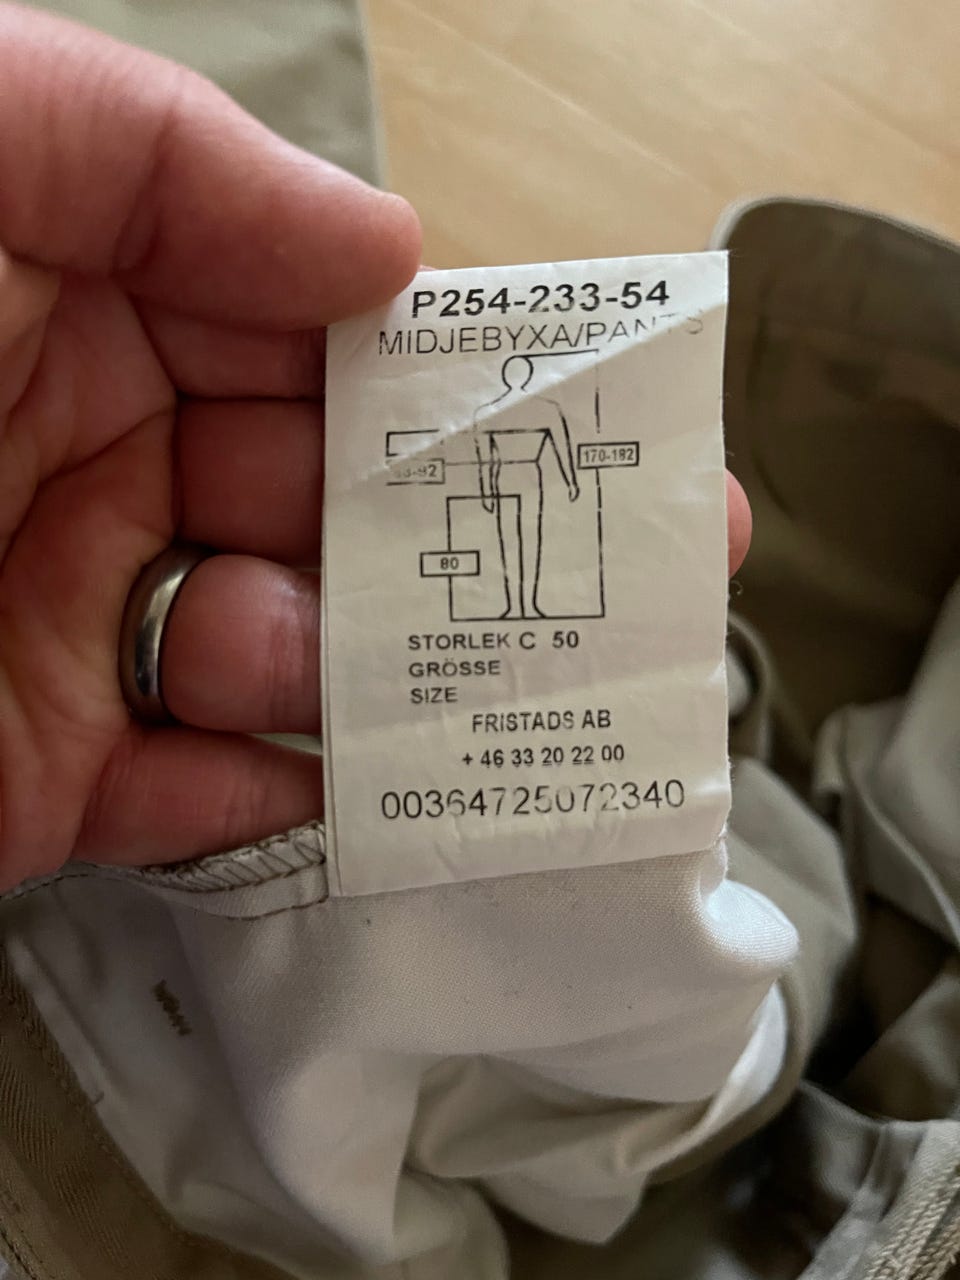 P254-233-54
MIDJEBYXA/PANTS
170-182
80
STORLEK C 50
GRÖSSE
SIZE
FRISTADS AB
+ 46 33 20 22 00
00364725072340